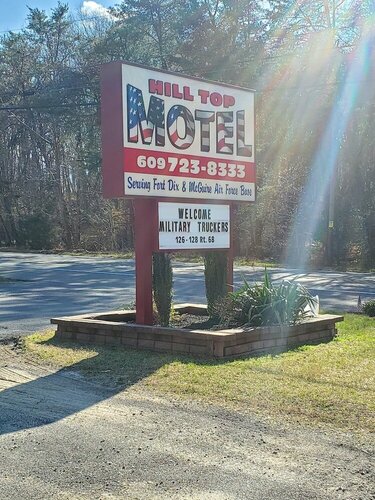 HILL TOP
MOTEL
609 723-8333
Serving Fort Dix & McGuire Air Force Base
WELCOME
MILITARY TRUCKERS
126-128 Rt. 68